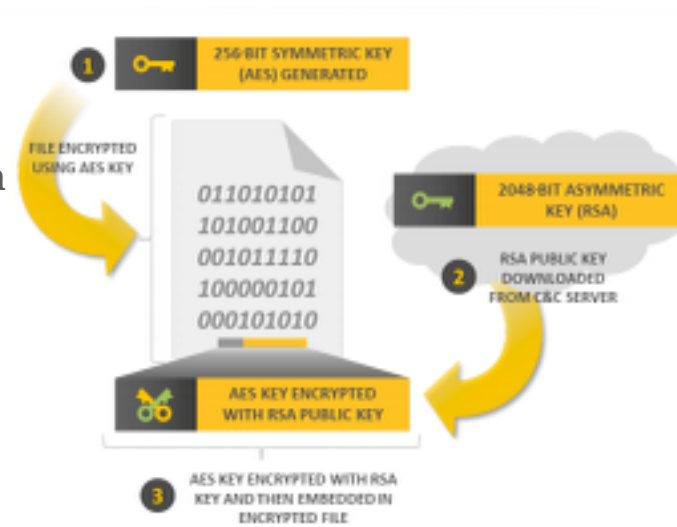 1
256-BIT SYMMETRIC KEY
(AES) GENERATED
FILE ENCRYPTED
USING AES KEY
011010101
101001100
001011110
100000101
000101010
2048-BIT ASYMMETRIC
KEY (RSA)
2
RSA PUBLIC KEY
DOWNLOADED
FROM C&C SERVER
AES KEY ENCRYPTED
WITH RSA PUBLIC KEY
3
AES KEY ENCRYPTED WITH RSA
KEY AND THEN EMBEDDED IN
ENCRYPTED FILE